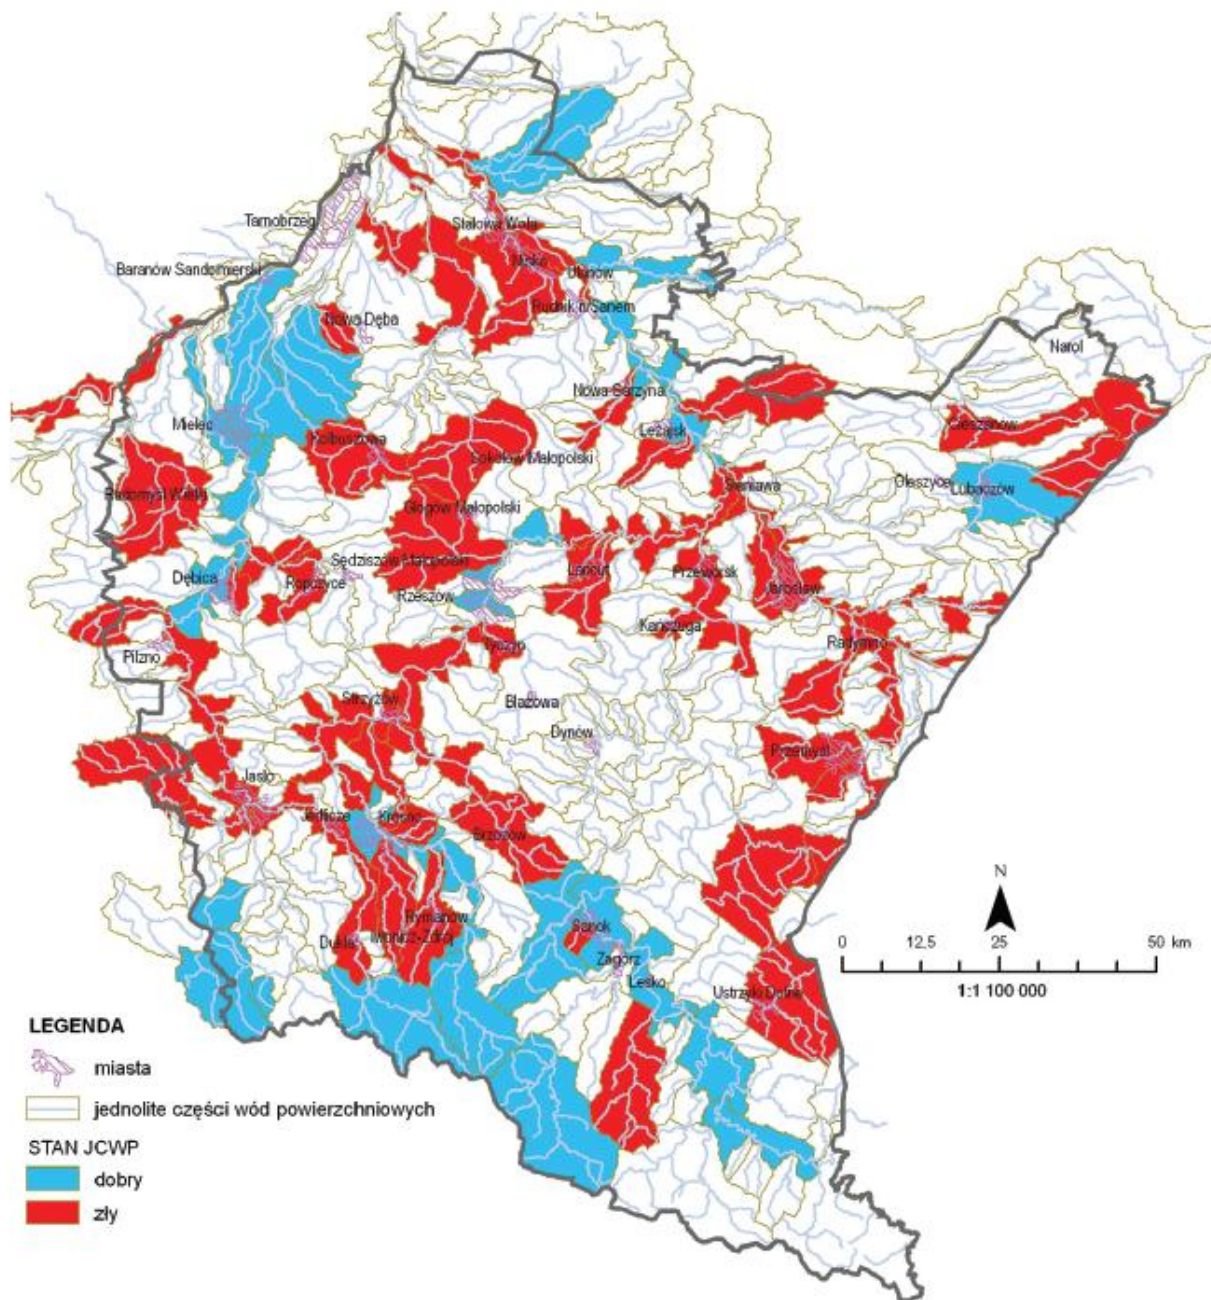 Tarnobrzeg
Stalowa Wola
Baranów Sandomierski
Nisko
Ulanów
Rudnik n/Sanem
Nowa Dęba
Narol
Nowa Sarzyna
Mielec
Leżajsk
Cieszanów
Kolbuszowa
Sokołów Małopolski
Radomyśl Wielki
Sieniawa
Oleszyce
Lubaczów
Głogów Małopolski
Sędziszów Małopolski
Dębica
Ropczyce
Łańcut
Przeworsk
Jarosław
Rzeszów
Kańczuga
Radymno
Pilzno
Tyczyn
Strzyżów
Błażowa
Dynów
Przemyśl
Jasło
Jedlicze
Krosno
Brzozów
Rymanów
Iwonicz-Zdrój
Dukla
Sanok
Zagórz
Lesko
Ustrzyki Dolne
N
0 12,5 25 50 km
1:1 100 000
LEGENDA
miasta
jednolite części wód powierzchniowych
STAN JCWP
dobry
zły